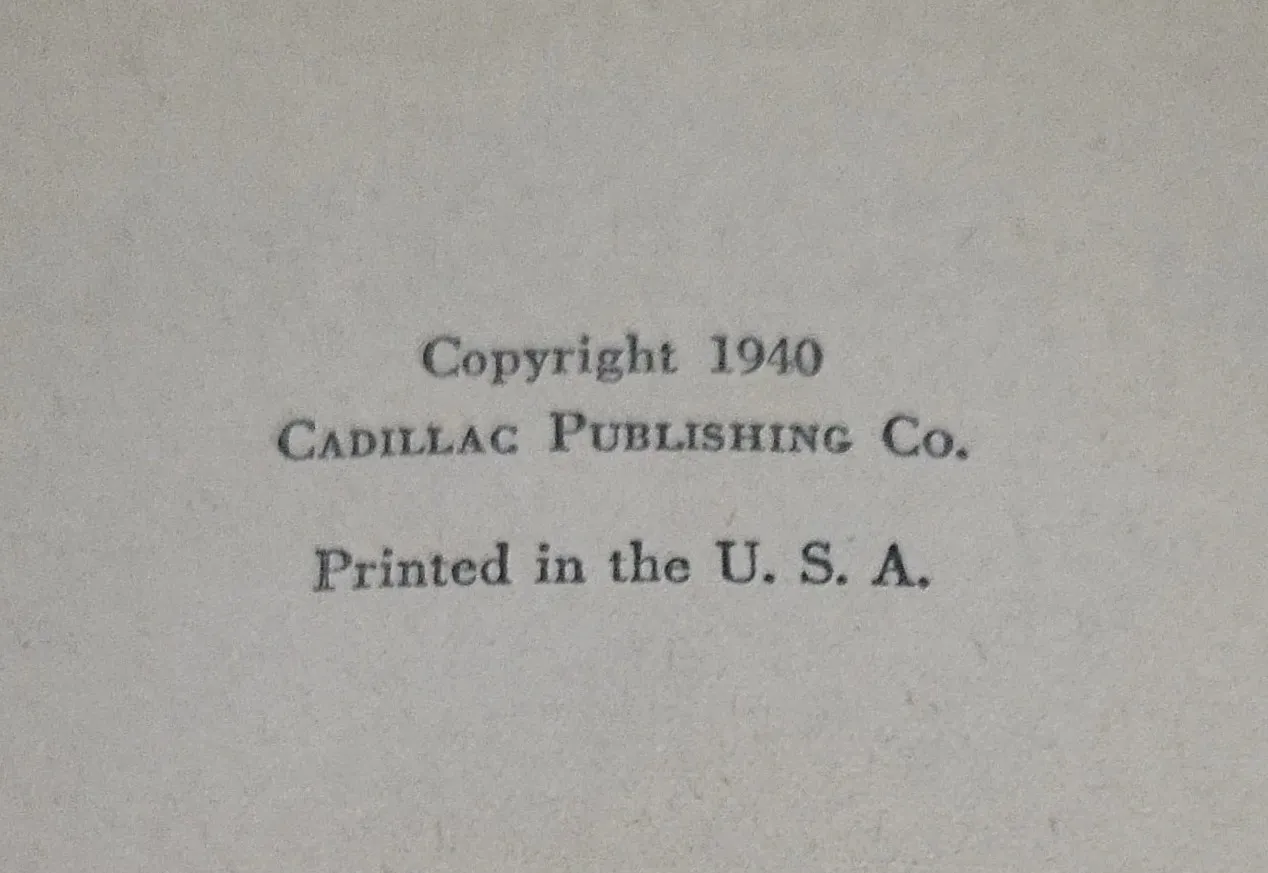 Copyright 1940
CADILLAC PUBLISHING CO.
Printed in the U. S. A.